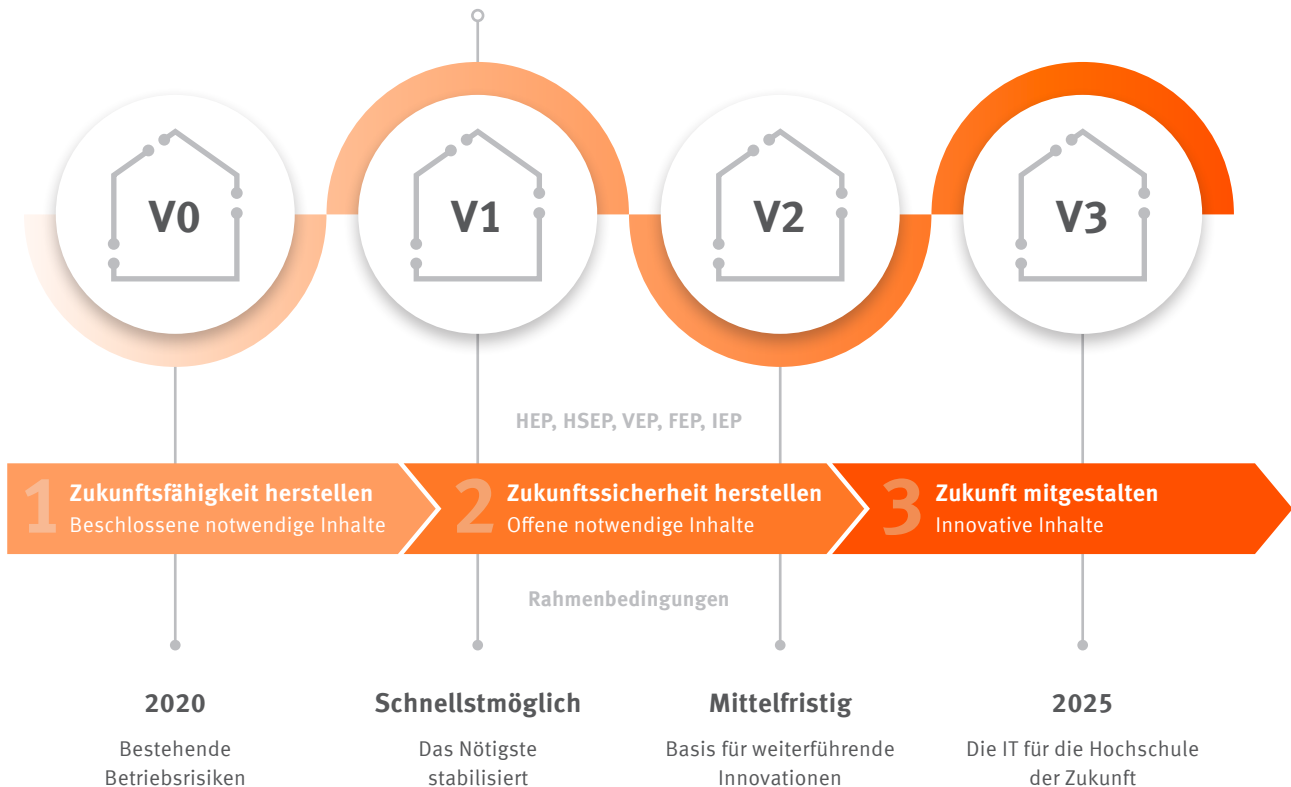 V0
V1
V2
V3
HEP, HSEP, VEP, FEP, IEP
1
Zukunftsfähigkeit herstellen
Beschlossene notwendige Inhalte
2
Zukunftssicherheit herstellen
Offene notwendige Inhalte
3
Zukunft mitgestalten
Innovative Inhalte
Rahmenbedingungen
2020
Bestehende
Betriebsrisiken
Schnellstmöglich
Das Nötigste
stabilisiert
Mittelfristig
Basis für weiterführende
Innovationen
2025
Die IT für die Hochschule
der Zukunft